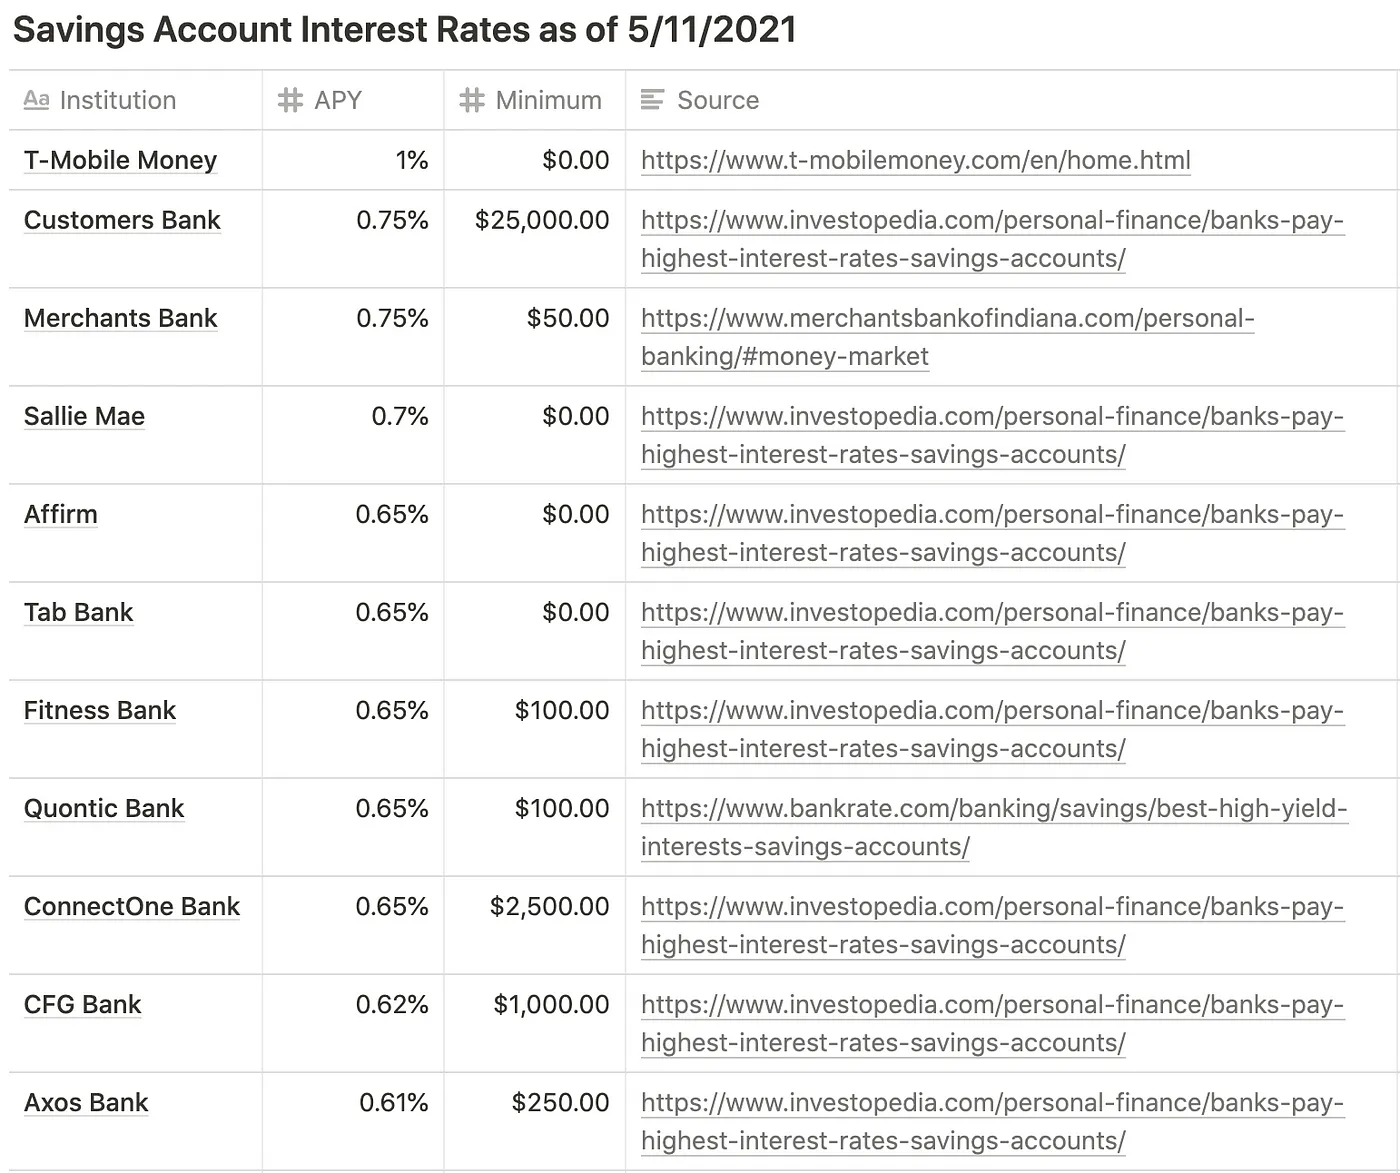 Savings Account Interest Rates as of 5/11/2021
Aa Institution # APY # Minimum Source
T-Mobile Money 1% $0.00 https://www.t-mobilemoney.com/en/home.html
Customers Bank 0.75% $25,000.00 https://www.investopedia.com/personal-finance/banks-pay-
highest-interest-rates-savings-accounts/
Merchants Bank 0.75% $50.00 https://www.merchantsbankofindiana.com/personal-
banking/#money-market
Sallie Mae 0.7% $0.00 https://www.investopedia.com/personal-finance/banks-pay-
highest-interest-rates-savings-accounts/
Affirm 0.65% $0.00 https://www.investopedia.com/personal-finance/banks-pay-
highest-interest-rates-savings-accounts/
Tab Bank 0.65% $0.00 https://www.investopedia.com/personal-finance/banks-pay-
highest-interest-rates-savings-accounts/
Fitness Bank 0.65% $100.00 https://www.investopedia.com/personal-finance/banks-pay-
highest-interest-rates-savings-accounts/
Quontic Bank 0.65% $100.00 https://www.bankrate.com/banking/savings/best-high-yield-
interests-savings-accounts/
ConnectOne Bank 0.65% $2,500.00 https://www.investopedia.com/personal-finance/banks-pay-
highest-interest-rates-savings-accounts/
CFG Bank 0.62% $1,000.00 https://www.investopedia.com/personal-finance/banks-pay-
highest-interest-rates-savings-accounts/
Axos Bank 0.61% $250.00 https://www.investopedia.com/personal-finance/banks-pay-
highest-interest-rates-savings-accounts/